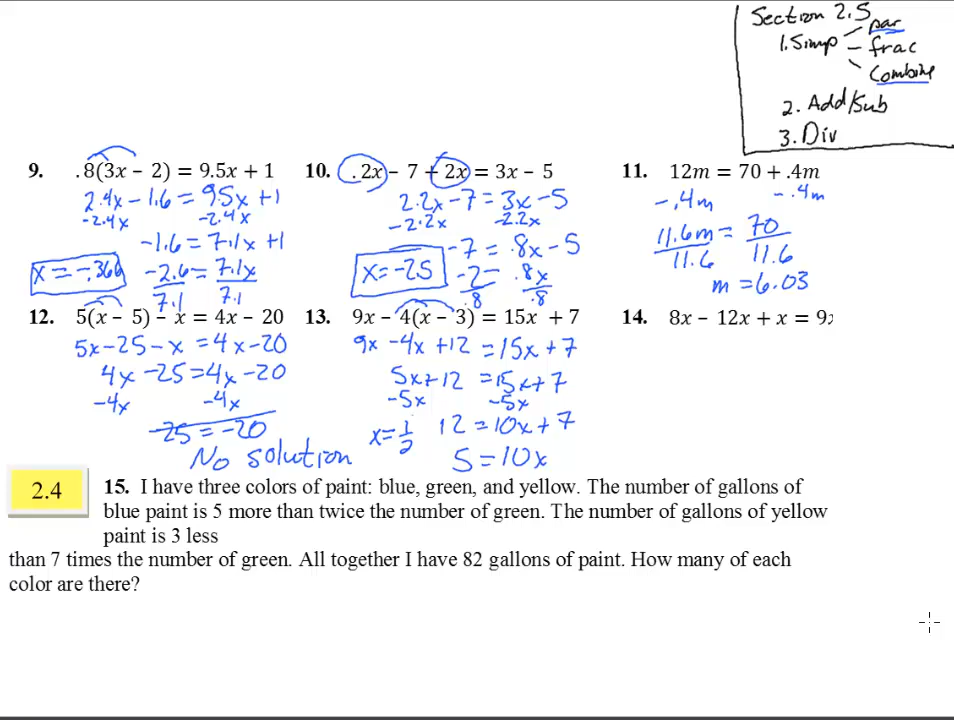 Section 2.5
1. Simp
par
frac
Combine
2. Add/Sub
3. Div
9. .8(3x − 2) = 9.5x + 1
2.4x − 1.6 = 9.5x + 1
-2.4x -2.4x
-1.6 = 7.1x + 1
x = -.366
-2.6 = 7.1x
7.1 7.1
10. .2x − 7 + 2x = 3x − 5
2.2x − 7 = 3x − 5
-2.2x -2.2x
-7 = .8x − 5
x = -2.5
-2 = .8x
.8 .8
11. 12m = 70 + .4m
-.4m -.4m
11.6m = 70
11.6 11.6
m = 6.03
12. 5(x − 5) − x = 4x − 20
5x − 25 − x = 4x − 20
4x − 25 = 4x − 20
-4x -4x
-25 = -20
No solution
13. 9x − 4(x − 3) = 15x + 7
9x − 4x + 12 = 15x + 7
5x + 12 = 15x + 7
-5x -5x
12 = 10x + 7
x = 1/2
5 = 10x
14. 8x − 12x + x = 9x
2.4
15. I have three colors of paint: blue, green, and yellow. The number of gallons of
blue paint is 5 more than twice the number of green. The number of gallons of yellow
paint is 3 less
than 7 times the number of green. All together I have 82 gallons of paint. How many of each
color are there?